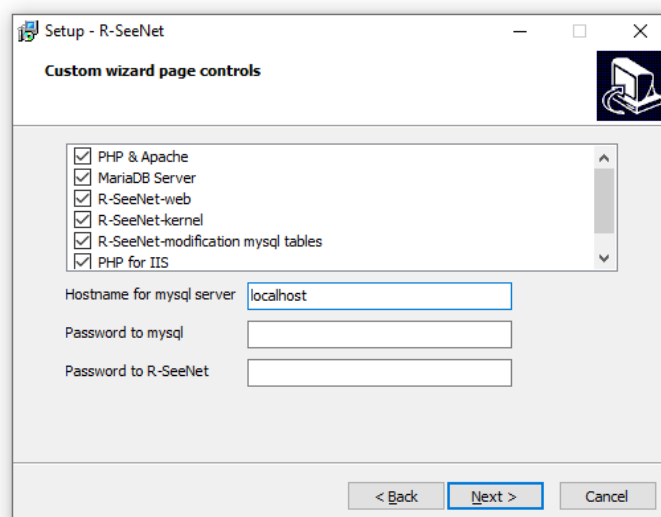 Setup - R-SeeNet
Custom wizard page controls
PHP & Apache
MariaDB Server
R-SeeNet-web
R-SeeNet-kernel
R-SeeNet-modification mysql tables
PHP for IIS
Hostname for mysql server localhost
Password to mysql
Password to R-SeeNet
< Back Next > Cancel